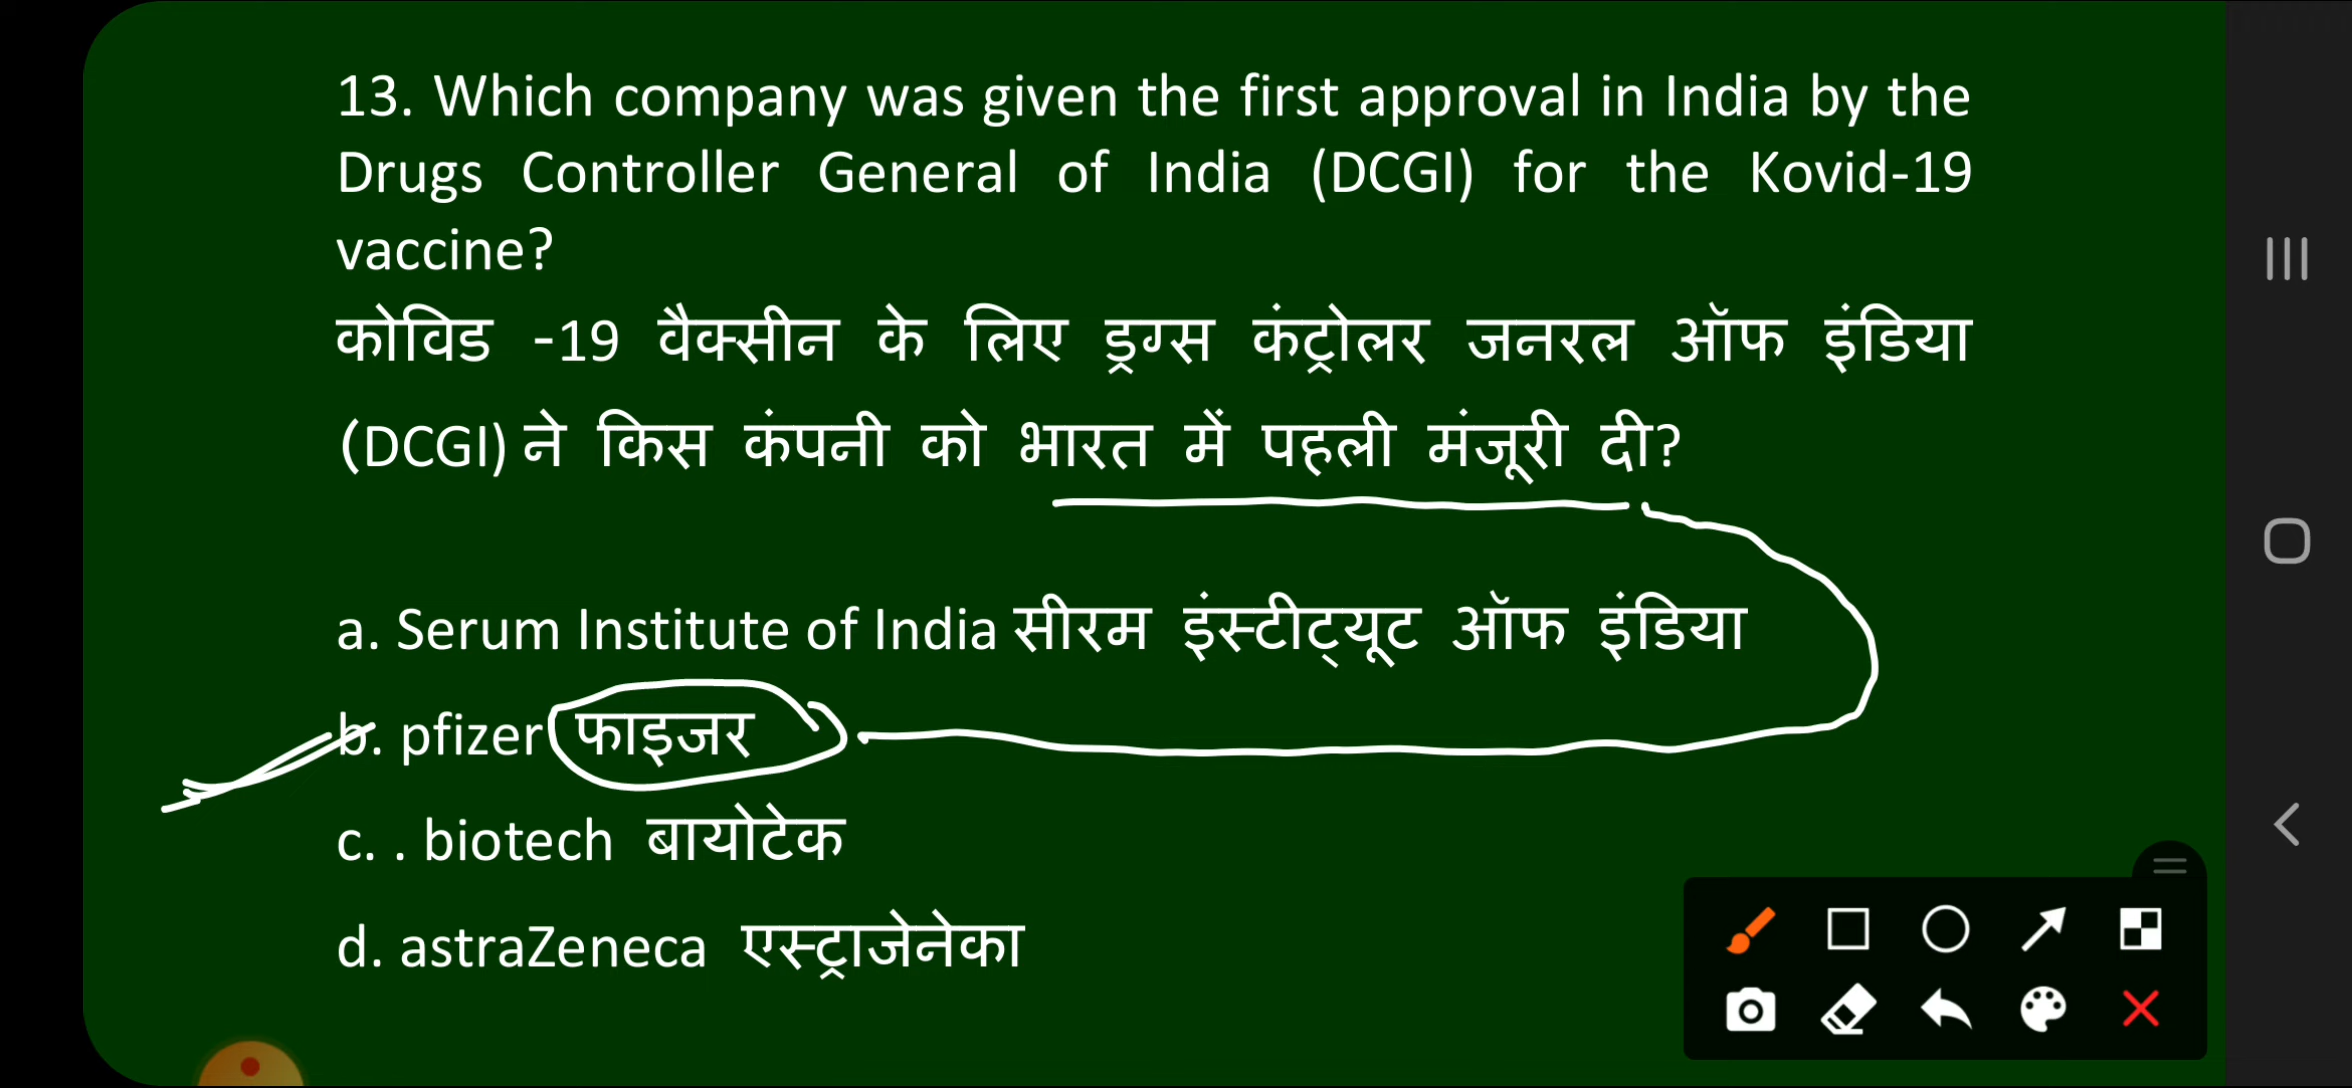 13. Which company was given the first approval in India by the
Drugs Controller General of India (DCGI) for the Kovid-19
vaccine?
कोविड -19 वैक्सीन के लिए ड्रग्स कंट्रोलर जनरल ऑफ इंडिया
(DCGI) ने किस कंपनी को भारत में पहली मंजूरी दी?
a. Serum Institute of India सीरम इंस्टीट्यूट ऑफ इंडिया
b. pfizer फाइजर
c. . biotech बायोटेक
d. astraZeneca एस्ट्राजेनेका